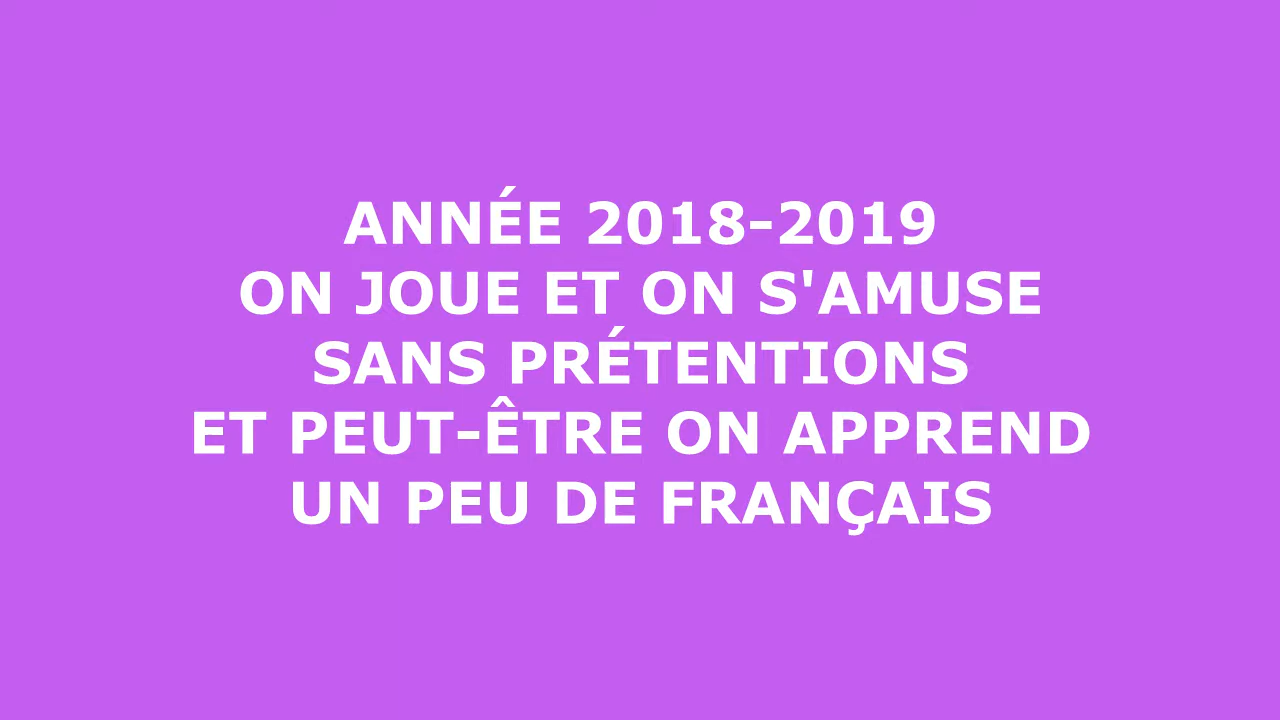 ANNÉE 2018-2019
ON JOUE ET ON S'AMUSE
SANS PRÉTENTIONS
ET PEUT-ÊTRE ON APPREND
UN PEU DE FRANÇAIS